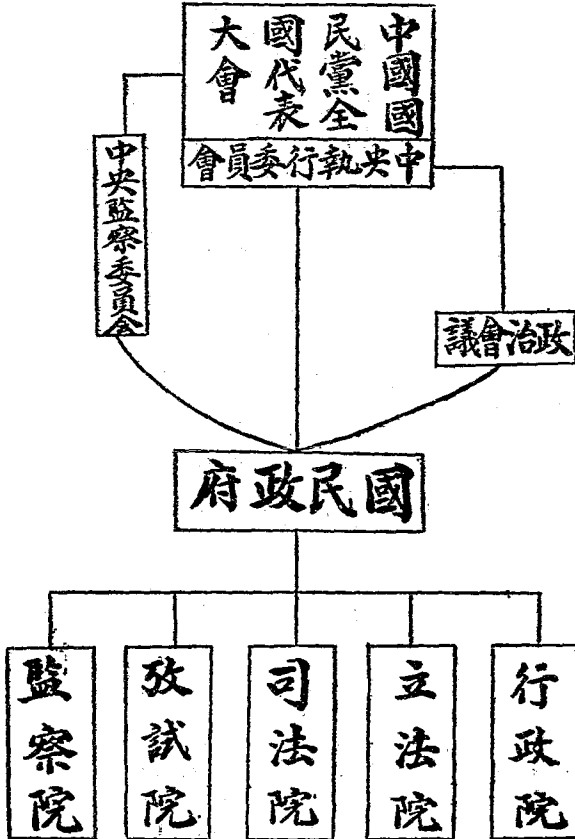 中國國
民黨全
國代表
大會
中央執行委員會
中央監察委員会
政治會議
國民政府
行政院
立法院
司法院
攷試院
監察院